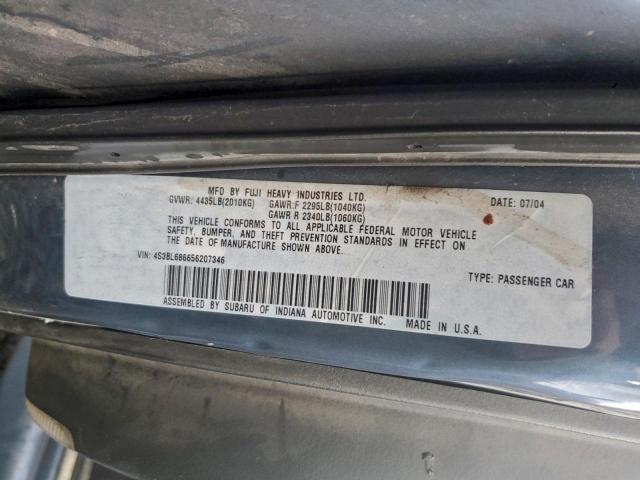 MFD BY FUJI HEAVY INDUSTRIES LTD. DATE: 07/04
GVWR: 4435LB(2010KG) GAWR:F 2295LB(1040KG)
GAWR R 2340LB(1060KG)
THIS VEHICLE CONFORMS TO ALL APPLICABLE FEDERAL MOTOR VEHICLE
SAFETY, BUMPER, AND THEFT PREVENTION STANDARDS IN EFFECT ON
THE DATE OF MANUFACTURE SHOWN ABOVE.
VIN: 4S3BL686656207346 TYPE: PASSENGER CAR
ASSEMBLED BY SUBARU OF INDIANA AUTOMOTIVE INC. MADE IN U.S.A.